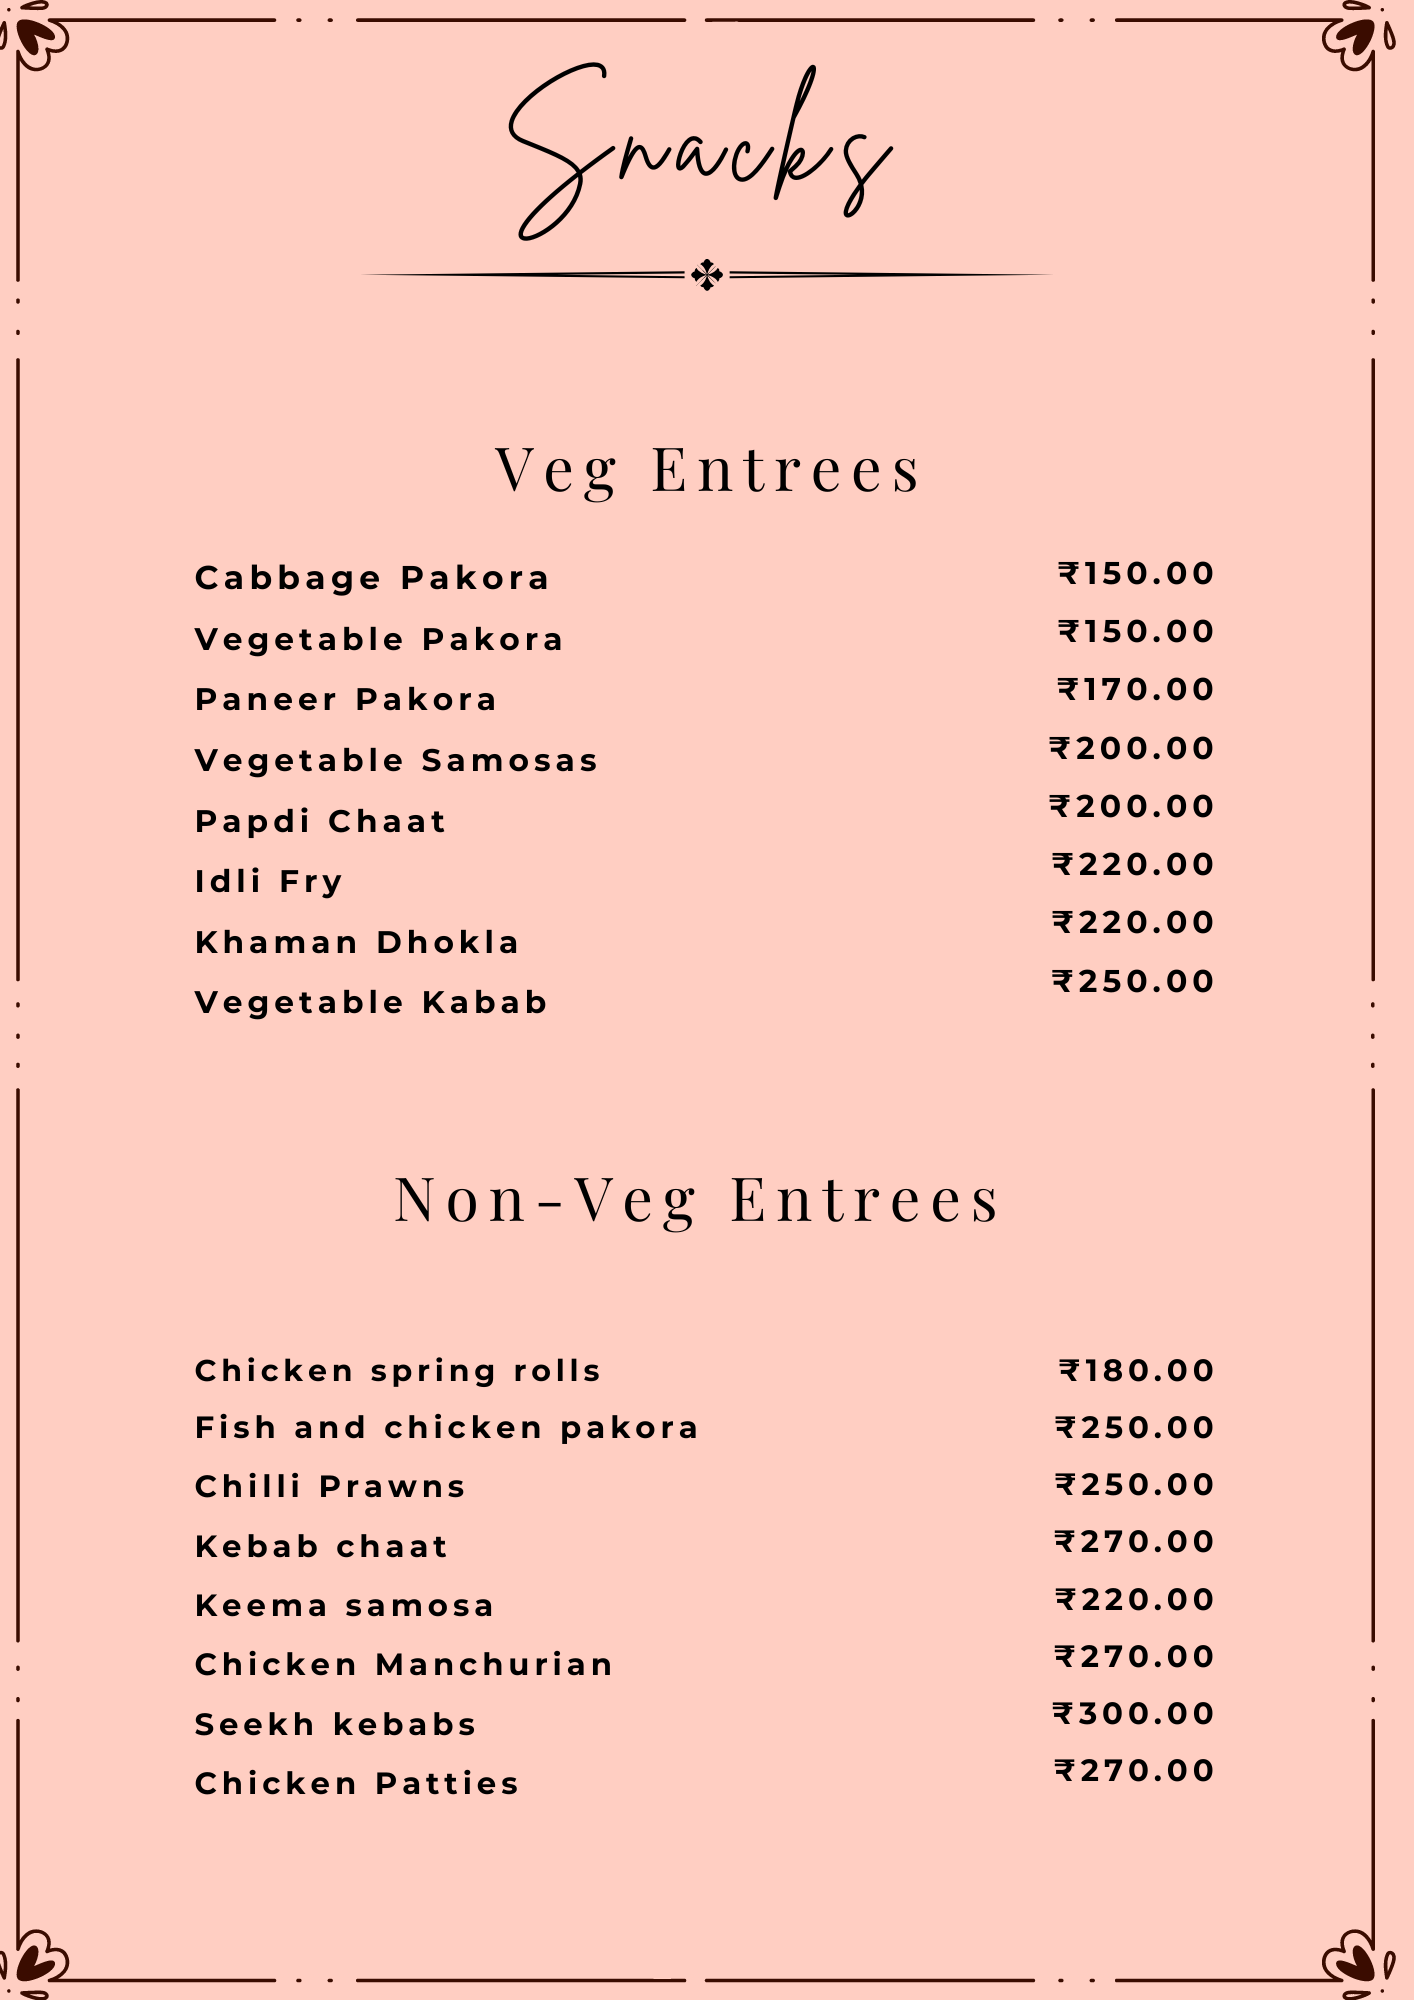 Snacks
Veg Entrees
Cabbage Pakora ₹150.00
Vegetable Pakora ₹150.00
Paneer Pakora ₹170.00
Vegetable Samosas ₹200.00
Papdi Chaat ₹200.00
Idli Fry ₹220.00
Khaman Dhokla ₹220.00
Vegetable Kabab ₹250.00
Non-Veg Entrees
Chicken spring rolls ₹180.00
Fish and chicken pakora ₹250.00
Chilli Prawns ₹250.00
Kebab chaat ₹270.00
Keema samosa ₹220.00
Chicken Manchurian ₹270.00
Seekh kebabs ₹300.00
Chicken Patties ₹270.00